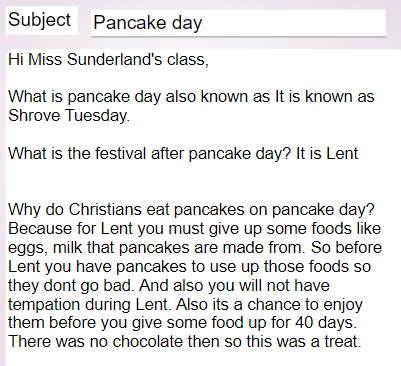 Subject Pancake day
Hi Miss Sunderland's class,
What is pancake day also known as It is known as
Shrove Tuesday.
What is the festival after pancake day? It is Lent
Why do Christians eat pancakes on pancake day?
Because for Lent you must give up some foods like
eggs, milk that pancakes are made from. So before
Lent you have pancakes to use up those foods so
they dont go bad. And also you will not have
tempation during Lent. Also its a chance to enjoy
them before you give some food up for 40 days.
There was no chocolate then so this was a treat.